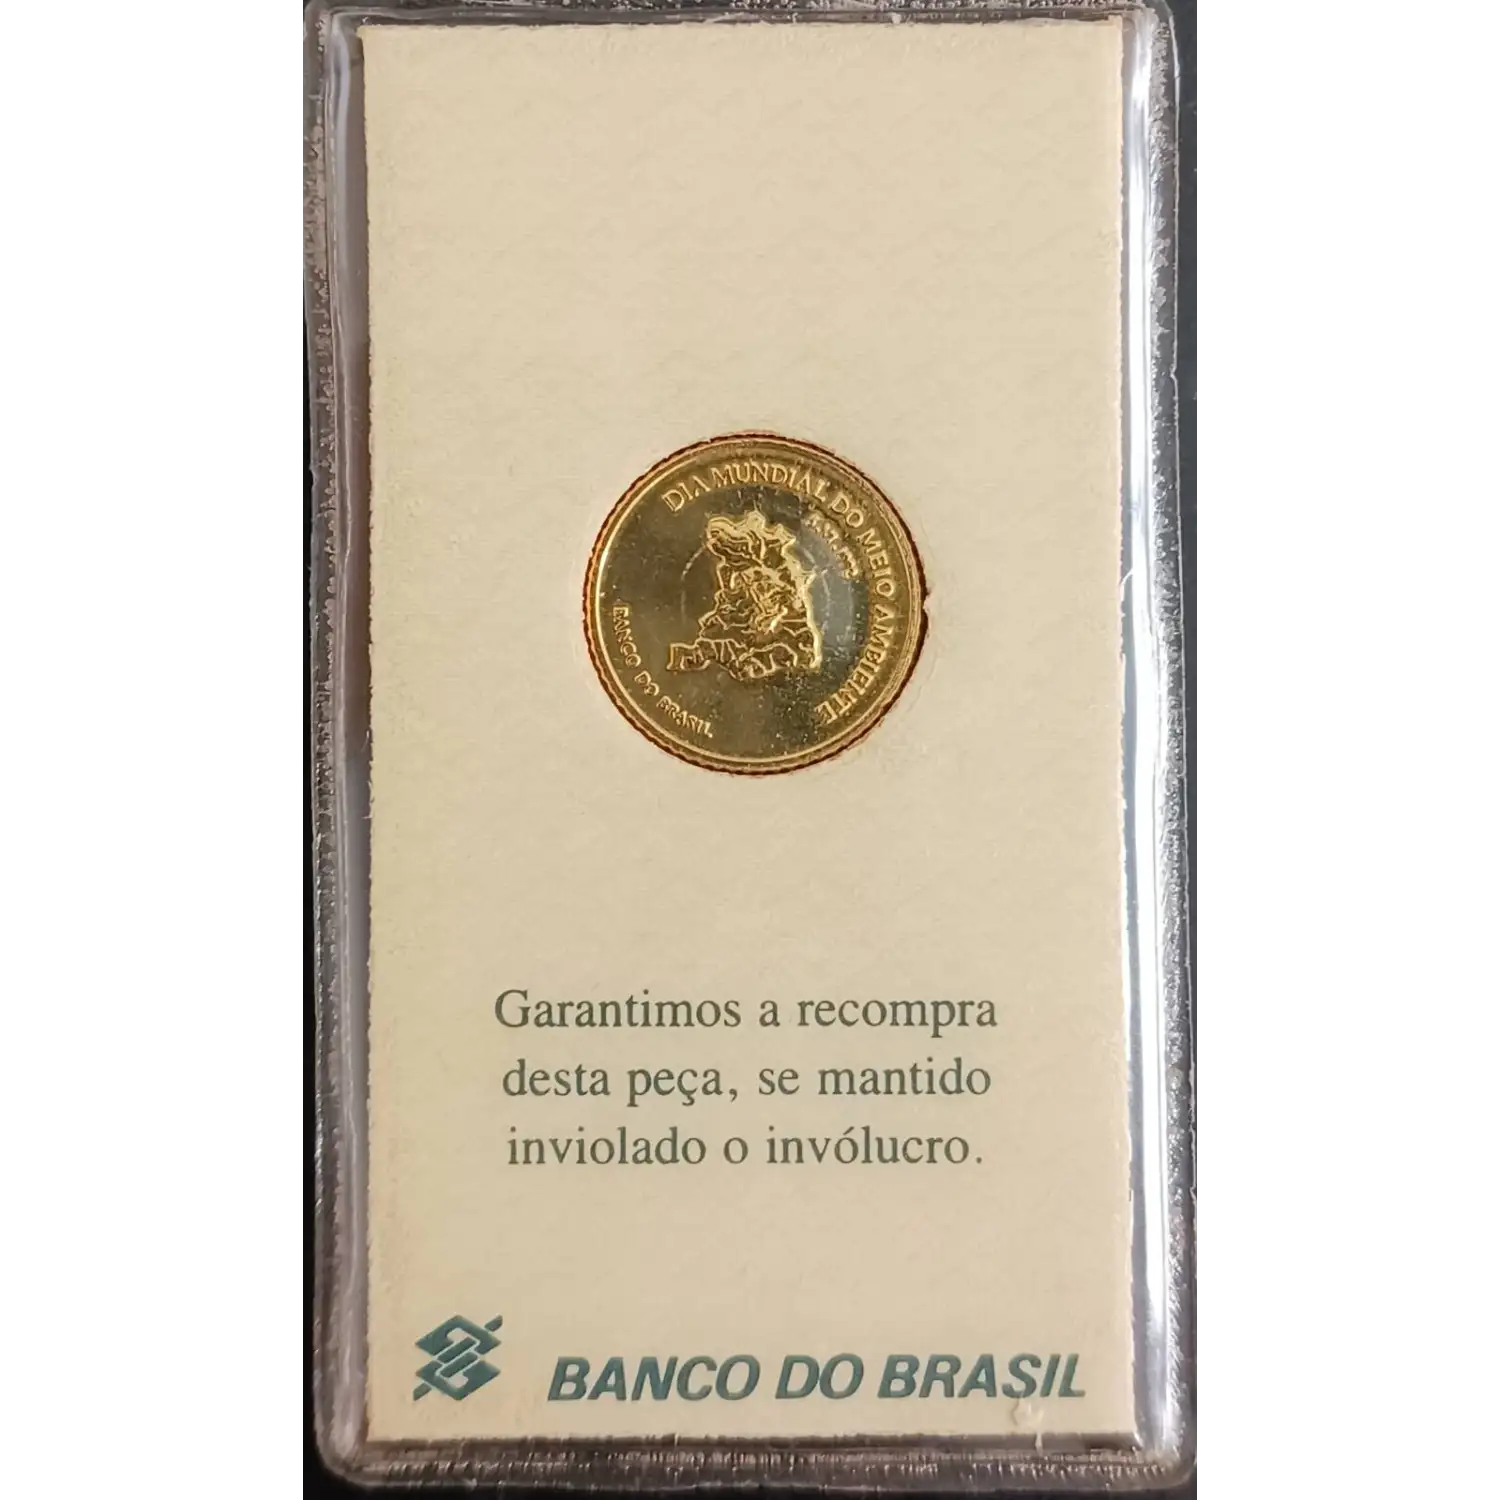 DIA MUNDIAL DO MEIO AMBIENTE
BANCO DO BRASIL
Garantimos a recompra
desta peça, se mantido
inviolado o invólucro.
BANCO DO BRASIL